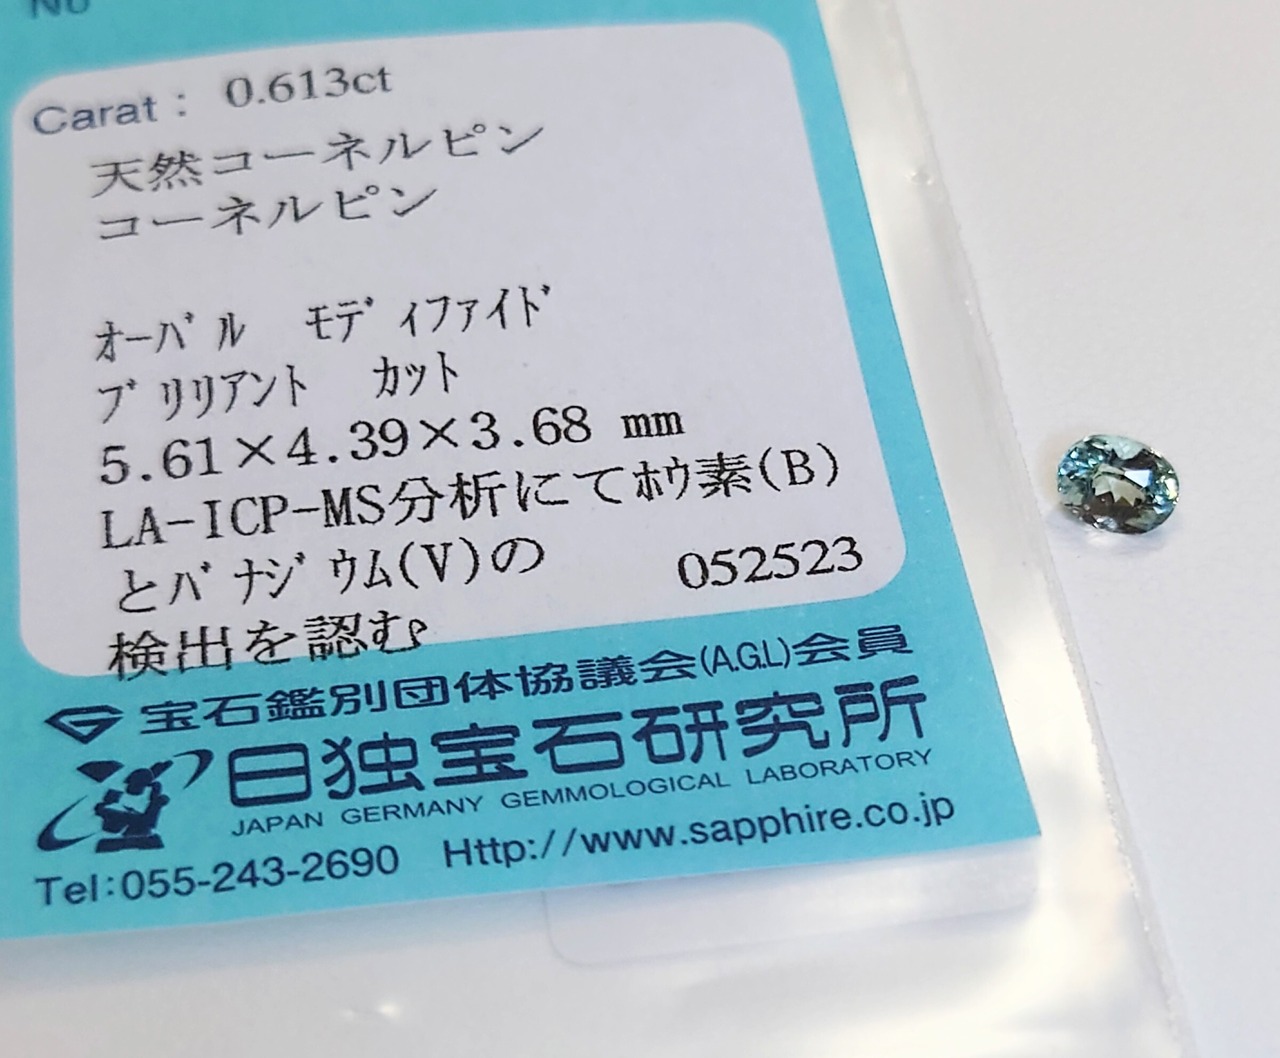 No
Carat : 0.613ct
天然コーネルピン
コーネルピン
オーバル モディファイド
ブリリアント カット
5.61×4.39×3.68 mm
LA-ICP-MS分析にてホウ素(B)
とバナジウム(V)の
検出を認む
052523
宝石鑑別団体協議会(A.G.L)会員
日独宝石研究所
JAPAN GERMANY GEMMOLOGICAL LABORATORY
Tel:055-243-2690 Http://www.sapphire.co.jp